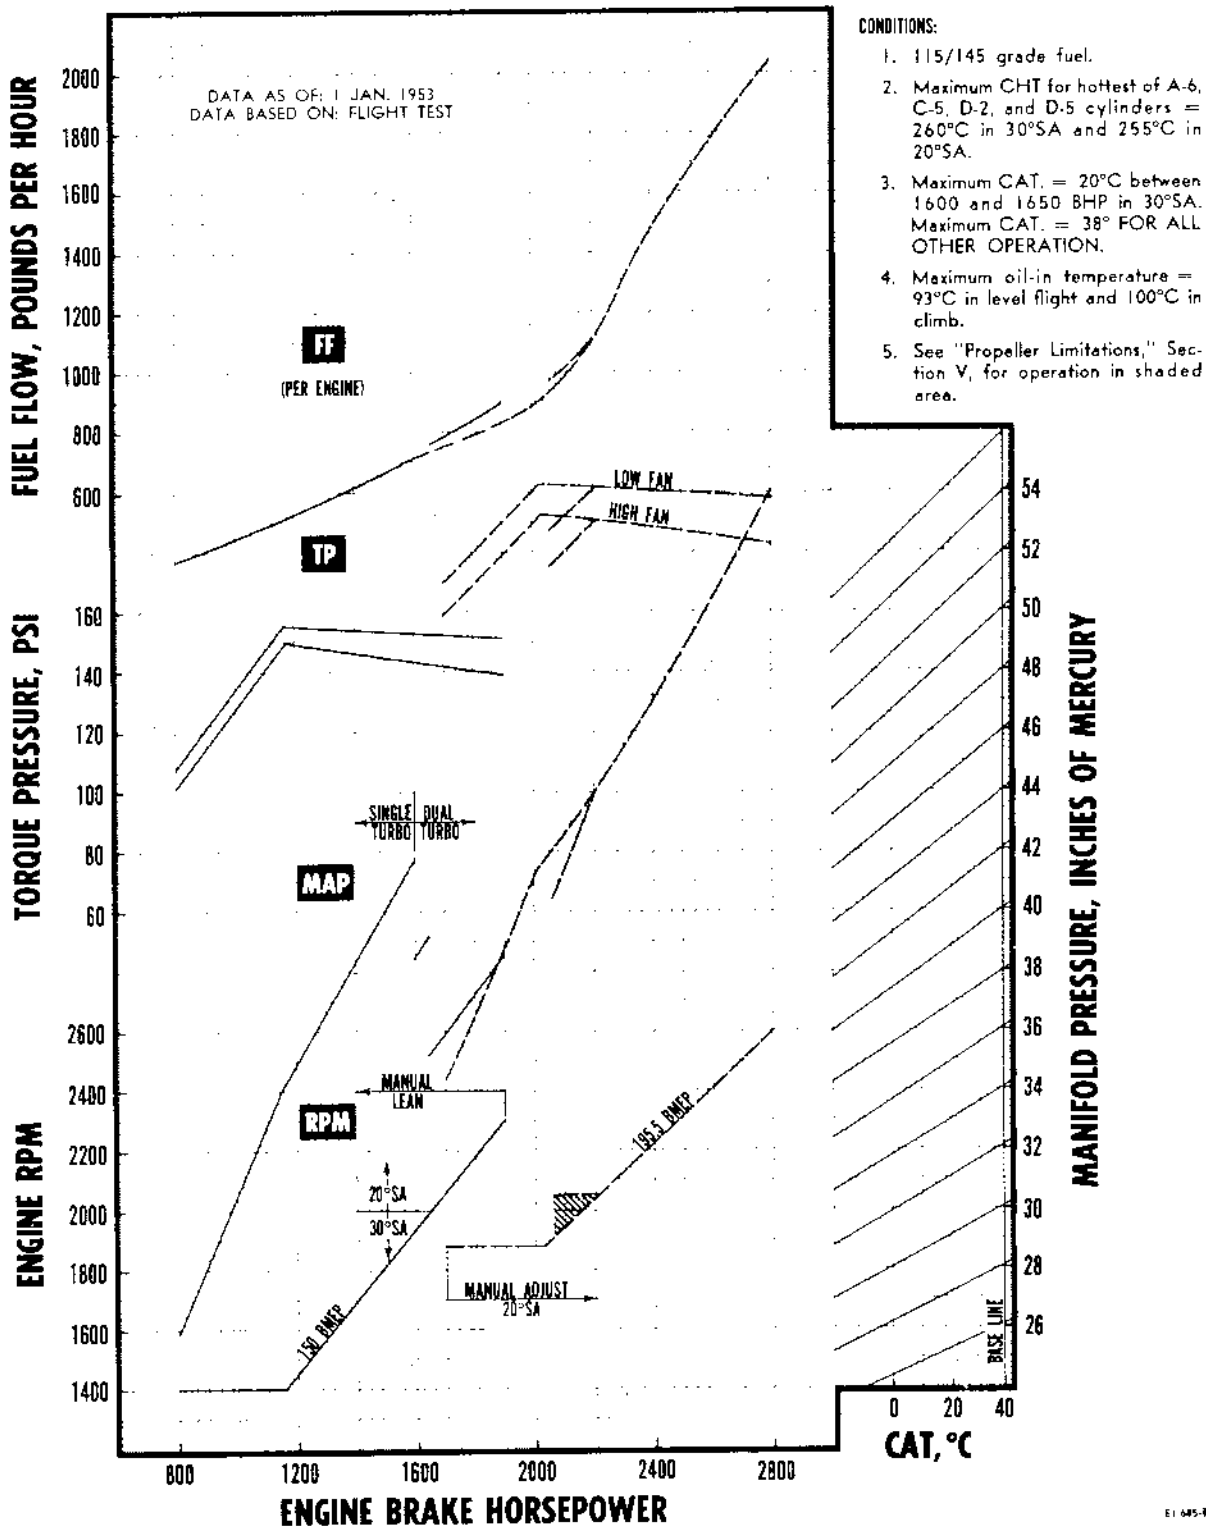 CONDITIONS:
1. 115/145 grade fuel.
2. Maximum CHT for hottest of A-6,
C-5, D-2, and D-5 cylinders =
260°C in 30°SA and 255°C in
20°SA.
3. Maximum CAT. = 20°C between
1600 and 1650 BHP in 30°SA.
Maximum CAT. = 38° FOR ALL
OTHER OPERATION.
4. Maximum oil-in temperature =
93°C in level flight and 100°C in
climb.
5. See "Propeller Limitations," Sec-
tion V, for operation in shaded
area.
DATA AS OF: 1 JAN. 1953
DATA BASED ON: FLIGHT TEST
FUEL FLOW, POUNDS PER HOUR
2000
1800
1600
1400
1200
1000
800
600
FF
(PER ENGINE)
TP
LOW FAN
HIGH FAN
TORQUE PRESSURE, PSI
160
140
120
100
80
60
SINGLE DUAL
TURBO TURBO
MAP
ENGINE RPM
2600
2400
2200
2000
1800
1600
1400
MANUAL
LEAN
RPM
20°SA
30°SA
150 BMEP
195.5 BMEP
MANUAL ADJUST
20°SA
MANIFOLD PRESSURE, INCHES OF MERCURY
54
52
50
48
46
44
42
40
38
36
34
32
30
28
26
BASE LINE
0 20 40
CAT, °C
800 1200 1600 2000 2400 2800
ENGINE BRAKE HORSEPOWER